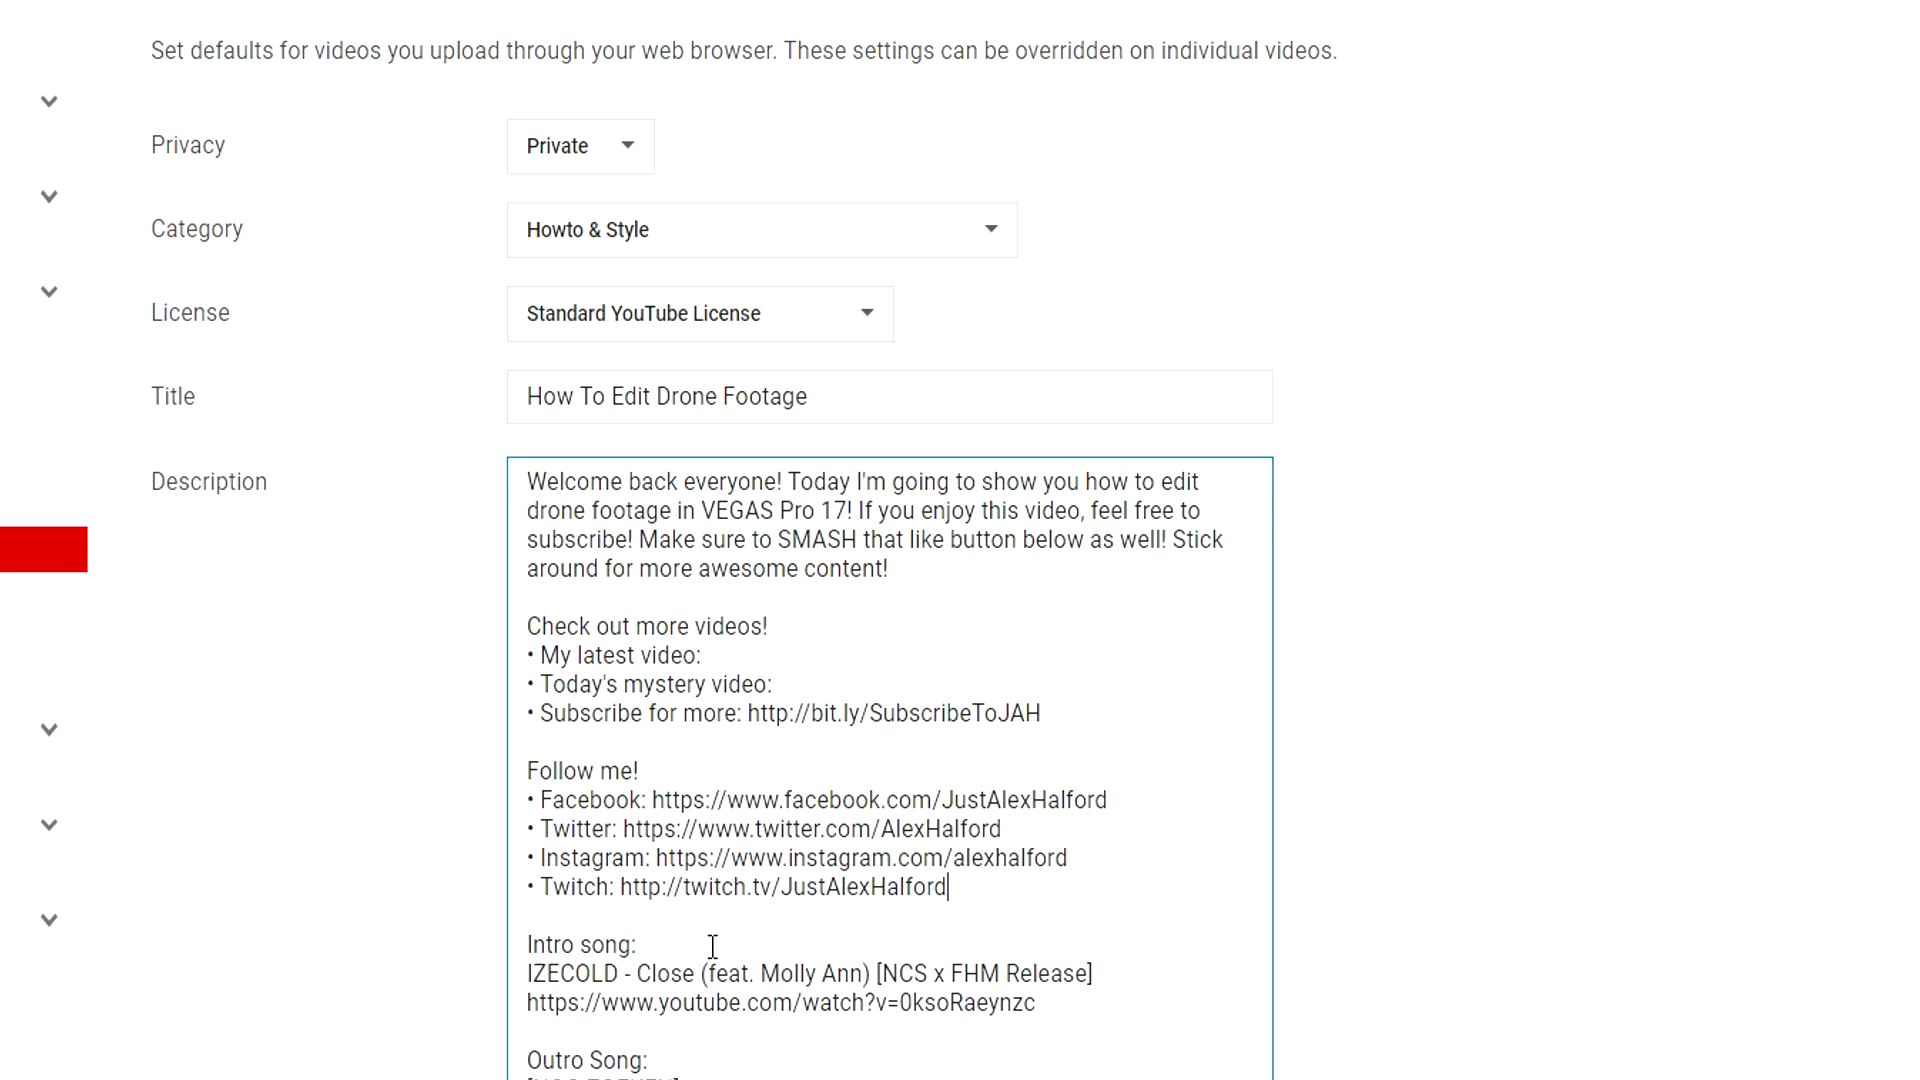 Set defaults for videos you upload through your web browser. These settings can be overridden on individual videos.
Privacy
Private
Category
Howto & Style
License
Standard YouTube License
Title
How To Edit Drone Footage
Description
Welcome back everyone! Today I'm going to show you how to edit
drone footage in VEGAS Pro 17! If you enjoy this video, feel free to
subscribe! Make sure to SMASH that like button below as well! Stick
around for more awesome content!
Check out more videos!
• My latest video:
• Today's mystery video:
• Subscribe for more: http://bit.ly/SubscribeToJAH
Follow me!
• Facebook: https://www.facebook.com/JustAlexHalford
• Twitter: https://www.twitter.com/AlexHalford
• Instagram: https://www.instagram.com/alexhalford
• Twitch: http://twitch.tv/JustAlexHalford
Intro song:
IZECOLD - Close (feat. Molly Ann) [NCS x FHM Release]
https://www.youtube.com/watch?v=0ksoRaeynzc
Outro Song: